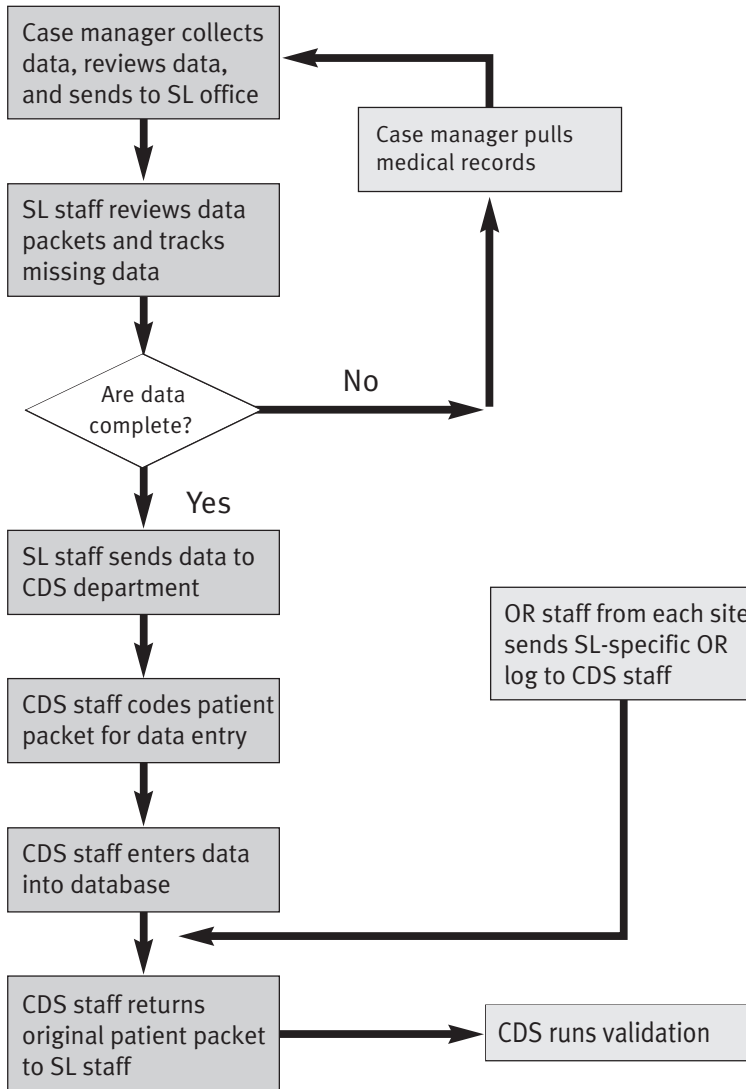 Case manager collects
data, reviews data,
and sends to SL office
Case manager pulls
medical records
SL staff reviews data
packets and tracks
missing data
Are data
complete?
No
Yes
SL staff sends data to
CDS department
OR staff from each site
sends SL-specific OR
log to CDS staff
CDS staff codes patient
packet for data entry
CDS staff enters data
into database
CDS staff returns
original patient packet
to SL staff
CDS runs validation